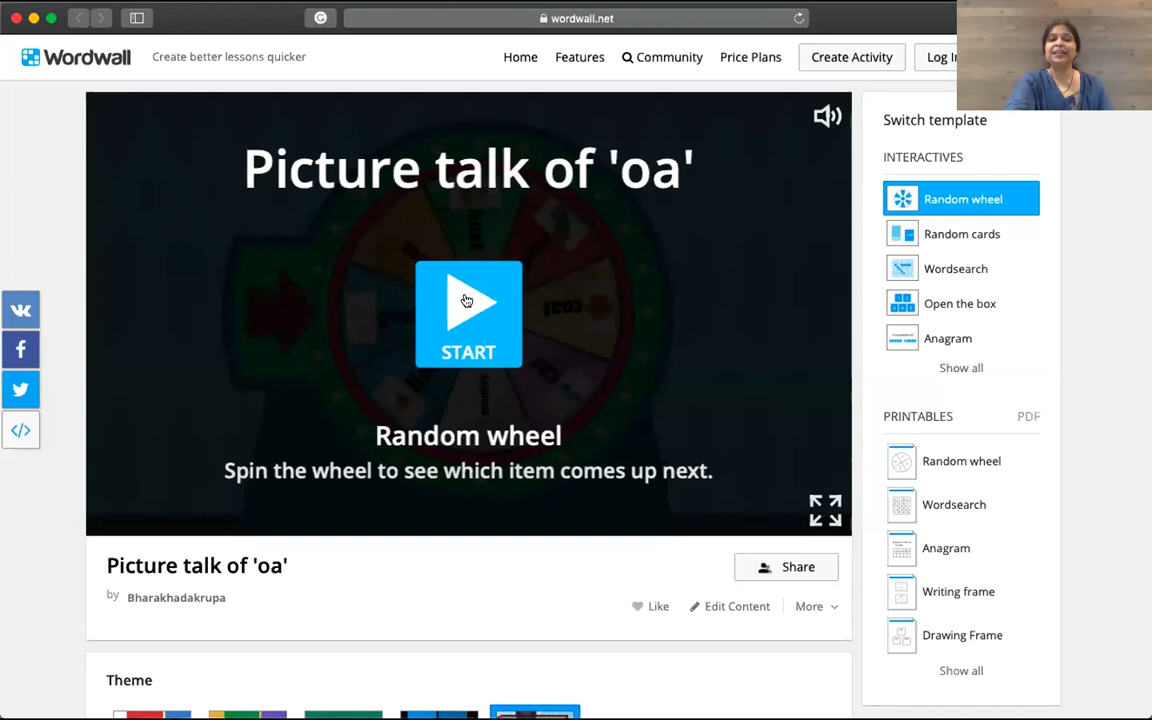 wordwall.net
Wordwall
Create better lessons quicker
Home
Features
Community
Price Plans
Create Activity
Log In
Picture talk of 'oa'
START
Random wheel
Spin the wheel to see which item comes up next.
Switch template
INTERACTIVES
Random wheel
Random cards
Wordsearch
Open the box
Anagram
Show all
PRINTABLES PDF
Random wheel
Wordsearch
Anagram
Writing frame
Drawing Frame
Show all
Picture talk of 'oa'
Share
by Bharakhadakrupa
Like
Edit Content
More
Theme